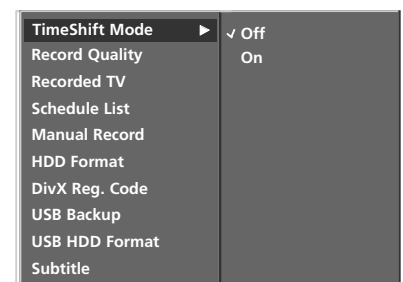 TimeShift Mode ▶ ✓ Off
Record Quality On
Recorded TV
Schedule List
Manual Record
HDD Format
DivX Reg. Code
USB Backup
USB HDD Format
Subtitle